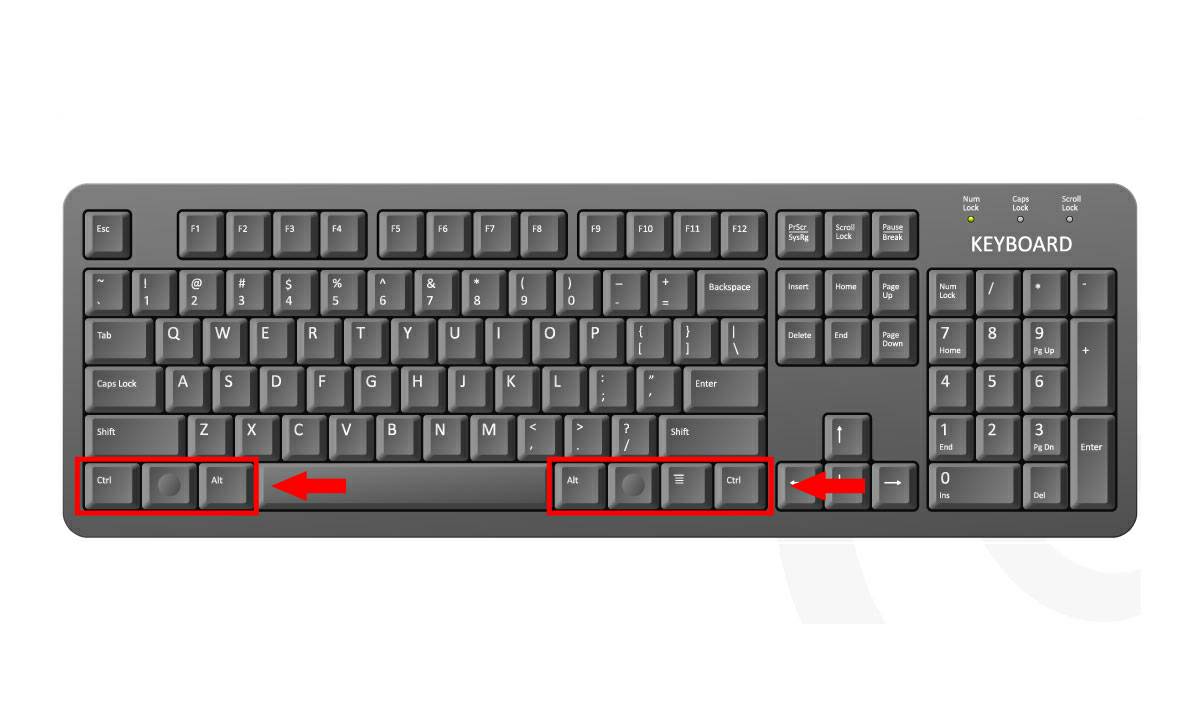 Num Caps Scroll
Lock Lock Lock
KEYBOARD
Esc F1 F2 F3 F4 F5 F6 F7 F8 F9 F10 F11 F12 PrScr Scroll Pause
SysRg Lock Break
~ ! @ # $ % ^ & * ( ) – +
` 1 2 3 4 5 6 7 8 9 0 - = Backspace Insert Home Page Num / * -
Up Lock
Tab Q W E R T Y U I O P { } | Delete End Page 7 8 9 +
[ ] \ Down Home Pg Up
Caps Lock A S D F G H J K L : " Enter 4 5 6
; ,
Shift Z X C V B N M < > ? Shift ↑ 1 2 3 Enter
, . / End Pg Dn
Ctrl Alt Alt Ctrl ← → 0
Ins Del